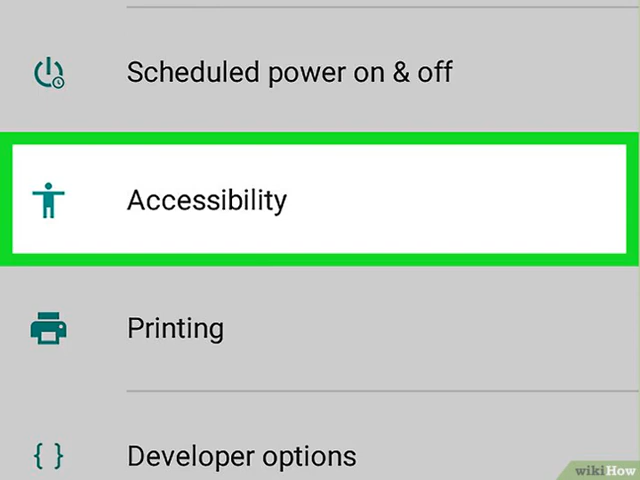 Scheduled power on & off
Accessibility
Printing
Developer options
wikiHow